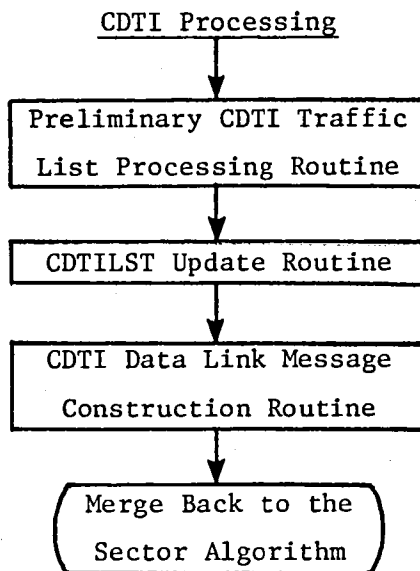 CDTI Processing
Preliminary CDTI Traffic
List Processing Routine
CDTILST Update Routine
CDTI Data Link Message
Construction Routine
Merge Back to the
Sector Algorithm